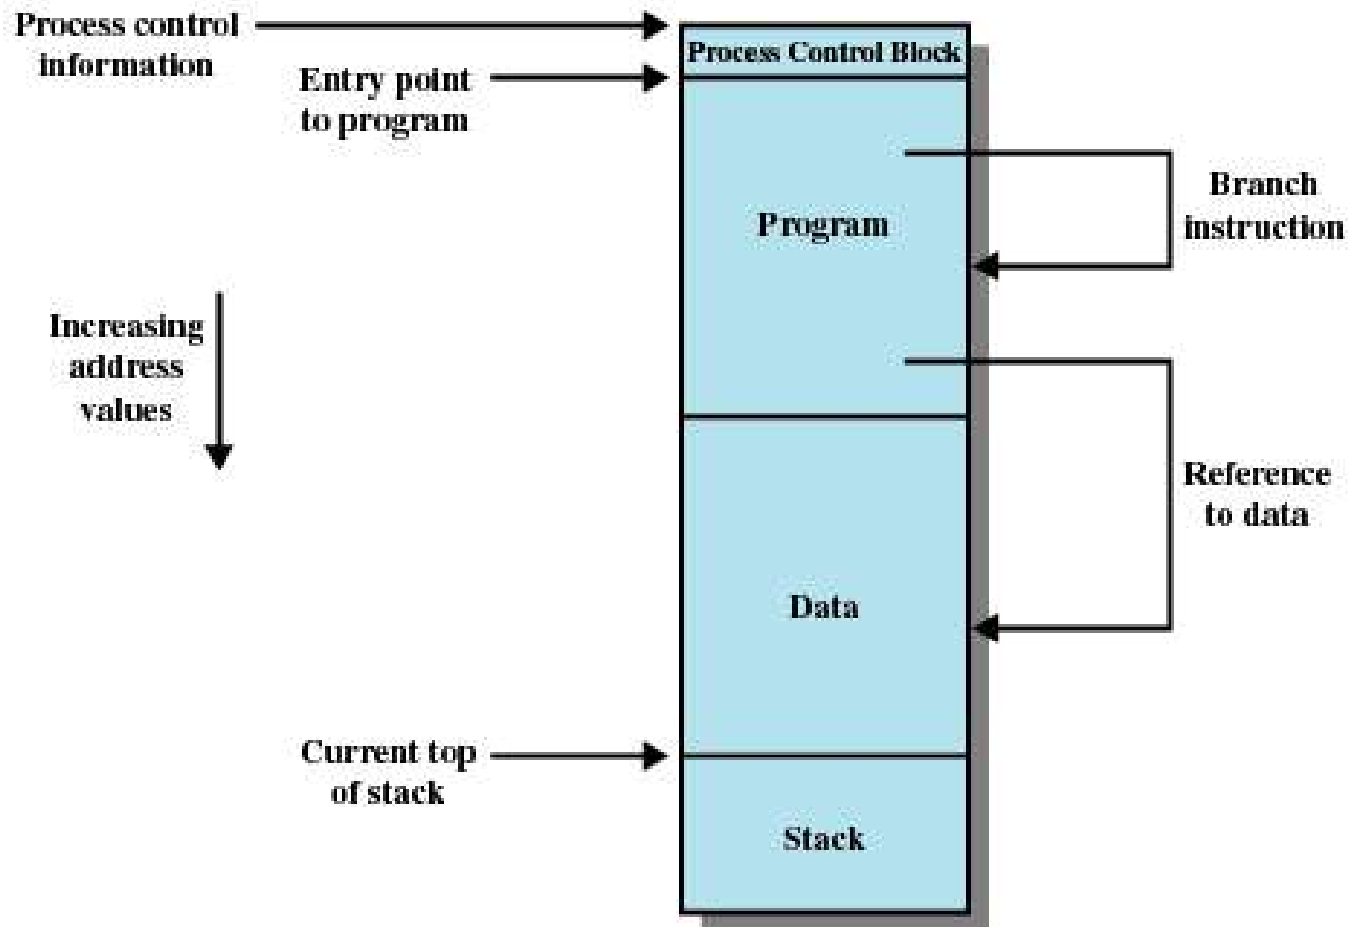 Process control
information
Process Control Block
Entry point
to program
Branch
instruction
Program
Increasing
address
values
Reference
to data
Data
Current top
of stack
Stack